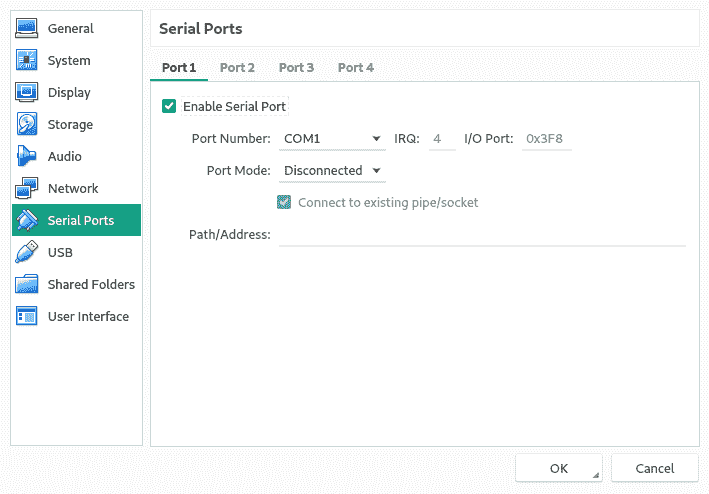 General
System
Display
Storage
Audio
Network
Serial Ports
USB
Shared Folders
User Interface
Serial Ports
Port 1 Port 2 Port 3 Port 4
Enable Serial Port
Port Number: COM1 IRQ: 4 I/O Port: 0x3F8
Port Mode: Disconnected
Connect to existing pipe/socket
Path/Address:
OK Cancel